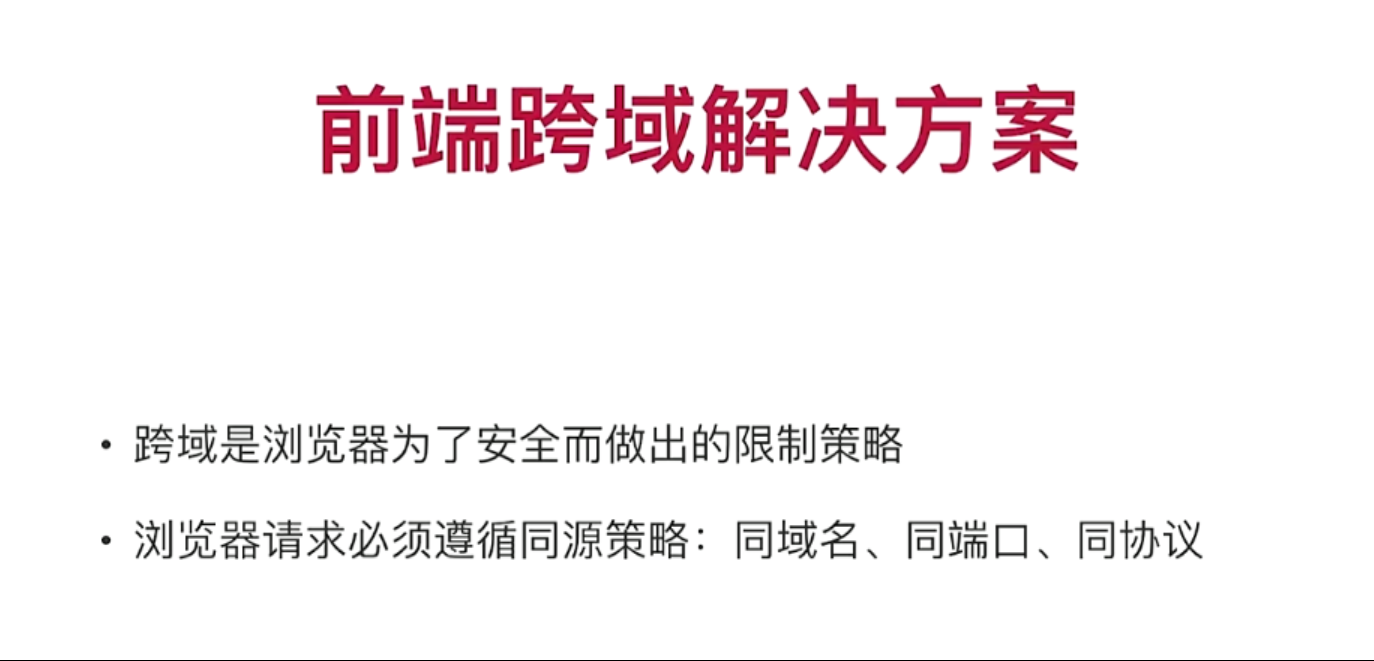 前端跨域解决方案
• 跨域是浏览器为了安全而做出的限制策略
• 浏览器请求必须遵循同源策略：同域名、同端口、同协议